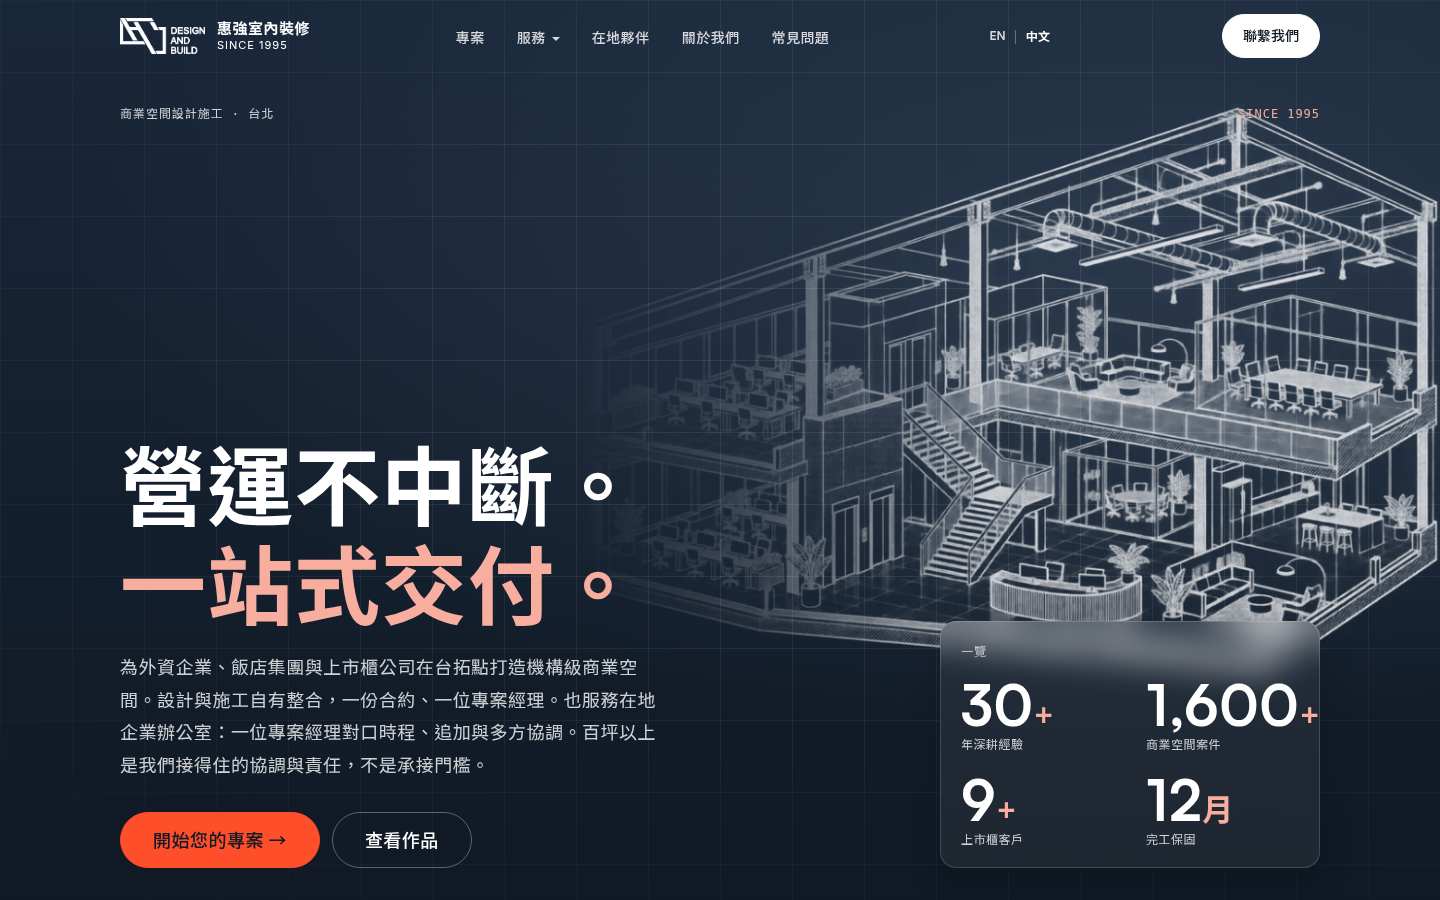 DESIGN
AND
BUILD
惠強室內裝修
SINCE 1995
專案
服務
在地夥伴
關於我們
常見問題
EN
中文
聯繫我們
商業空間設計施工 · 台北
SINCE 1995
營運不中斷。
一站式交付。
為外資企業、飯店集團與上市櫃公司在台拓點打造機構級商業空
間。設計與施工自有整合，一份合約、一位專案經理。也服務在地
企業辦公室：一位專案經理對口時程、追加與多方協調。百坪以上
是我們接得住的協調與責任，不是承接門檻。
開始您的專案 →
查看作品
一覽
30+
年深耕經驗
1,600+
商業空間案件
9+
上市櫃客戶
12月
完工保固